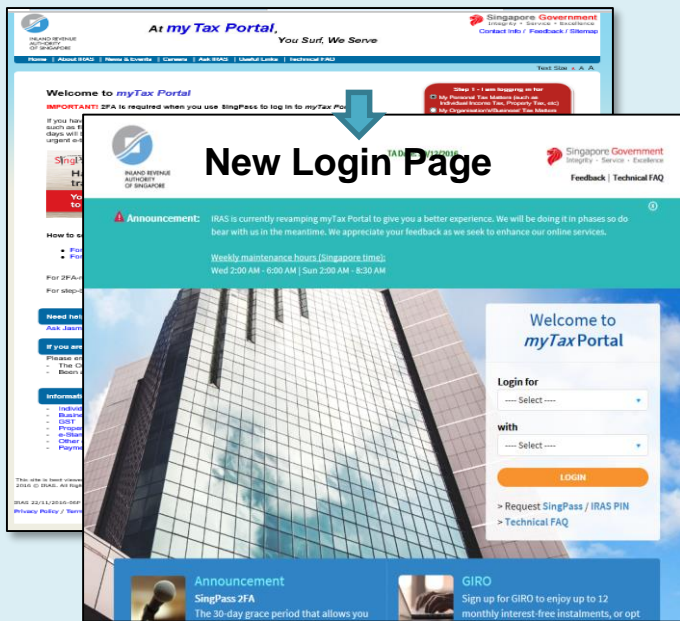 INLAND REVENUE
AUTHORITY
OF SINGAPORE
At myTax Portal,
You Surf, We Serve
Singapore Government
Integrity • Service • Excellence
Contact Info / Feedback / Sitemap
Home | About IRAS | News & Events | Careers | Ask IRAS | Useful Links | Technical FAQ
Text Size A A A
Welcome to myTax Portal
IMPORTANT! 2FA is required when you use SingPass to log in to myTax Po
If you hav
such as fi
days will b
urgent e-t
Step 1 - I am logging in for
My Personal Tax Matters (such as
Individual Income Tax, Property Tax, etc)
My Organisation's/Business' Tax Matters
SingP
H
tra
Yo
to
How to s
For
For
For 2FA-r
For step-b
Need hel
Ask Jasm
If you are
Please en
- The O
- Been a
Informati
- Individ
- Busine
- GST
- Proper
- e-Stam
- Other
- Payme
This site is best viewe
2016 © IRAS. All Righ
IRAS 22/11/2016-06P
Privacy Policy / Term
New Login Page
INLAND REVENUE
AUTHORITY
OF SINGAPORE
Singapore Government
Integrity • Service • Excellence
Feedback | Technical FAQ
Announcement: IRAS is currently revamping myTax Portal to give you a better experience. We will be doing it in phases so do
bear with us in the meantime. We appreciate your feedback as we seek to enhance our online services.
Weekly maintenance hours (Singapore time):
Wed 2:00 AM - 6:00 AM | Sun 2:00 AM - 8:30 AM
Welcome to
myTax Portal
Login for
---- Select ----
with
---- Select ----
LOGIN
> Request SingPass / IRAS PIN
> Technical FAQ
Announcement
SingPass 2FA
The 30-day grace period that allows you
GIRO
Sign up for GIRO to enjoy up to 12
monthly interest-free instalments, or opt